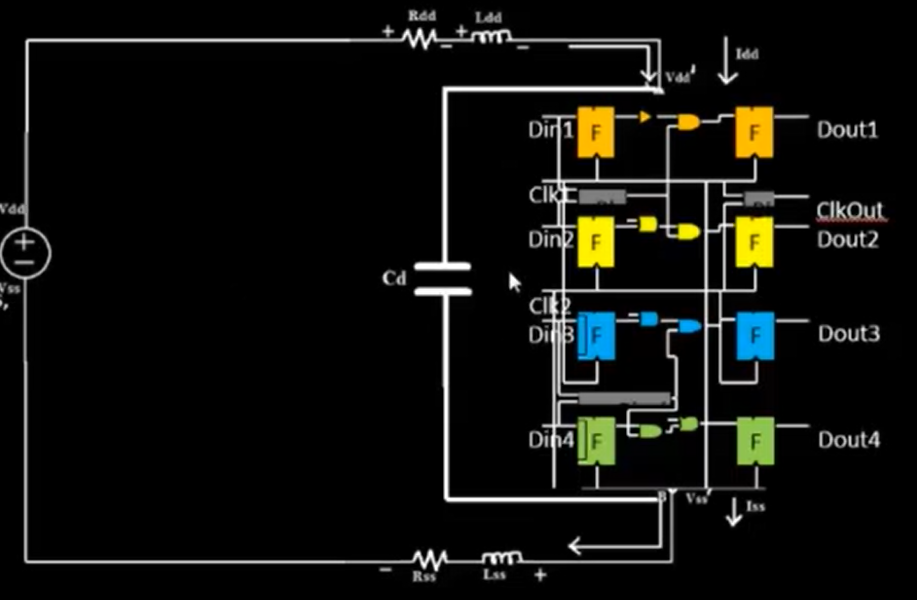 Rdd Ldd
+ − + −
Idd
Vdd'
Din1 F F Dout1
Clk1
ClkOut
Vdd
Din2 F F Dout2
+
−
Vss
Cd
Clk2
Din3 F F Dout3
Din4 F F Dout4
B Vss'
Iss
− Rss Lss +